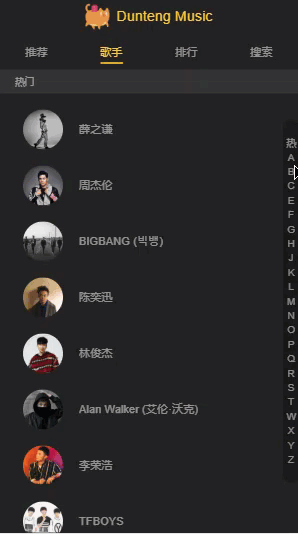 Dunteng Music
推荐 歌手 排行 搜索
热门
薛之谦
周杰伦
BIGBANG (빅뱅)
陈奕迅
林俊杰
Alan Walker (艾伦·沃克)
李荣浩
TFBOYS
热
A
B
C
E
F
G
H
J
K
L
M
N
O
P
Q
R
S
T
W
X
Y
Z